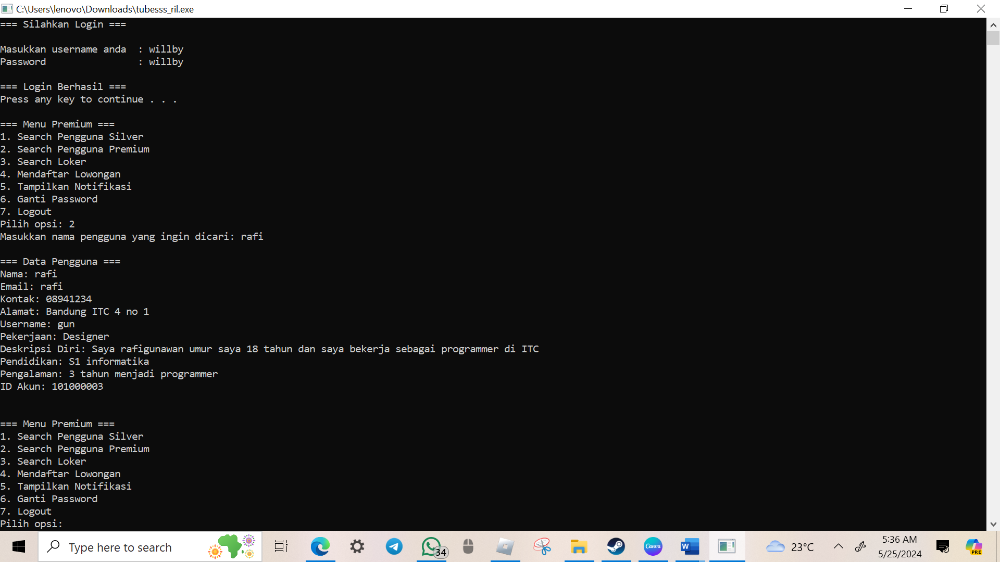 C:\Users\lenovo\Downloads\tubesss_ril.exe
=== Silahkan Login ===
Masukkan username anda  : willby
Password                : willby
=== Login Berhasil ===
Press any key to continue . . .
=== Menu Premium ===
1. Search Pengguna Silver
2. Search Pengguna Premium
3. Search Loker
4. Mendaftar Lowongan
5. Tampilkan Notifikasi
6. Ganti Password
7. Logout
Pilih opsi: 2
Masukkan nama pengguna yang ingin dicari: rafi
=== Data Pengguna ===
Nama: rafi
Email: rafi
Kontak: 08941234
Alamat: Bandung ITC 4 no 1
Username: gun
Pekerjaan: Designer
Deskripsi Diri: Saya rafigunawan umur saya 18 tahun dan saya bekerja sebagai programmer di ITC
Pendidikan: S1 informatika
Pengalaman: 3 tahun menjadi programmer
ID Akun: 101000003
=== Menu Premium ===
1. Search Pengguna Silver
2. Search Pengguna Premium
3. Search Loker
4. Mendaftar Lowongan
5. Tampilkan Notifikasi
6. Ganti Password
7. Logout
Pilih opsi:
Type here to search
34
Canva
W
23°C
5:36 AM
5/25/2024
PRE